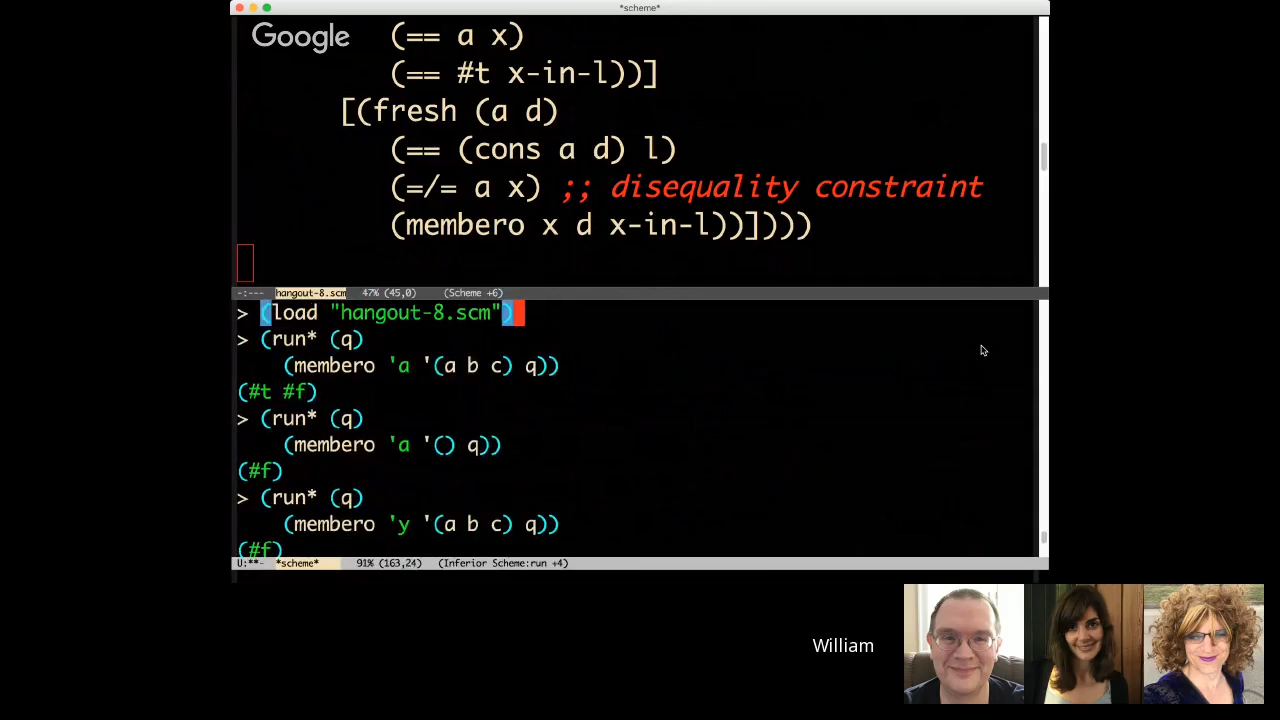 *scheme*
Google
(== a x)
(== #t x-in-l))]
[(fresh (a d)
(== (cons a d) l)
(=/= a x) ;; disequality constraint
(membero x d x-in-l))])))
-:--- hangout-8.scm 47% (45,0) (Scheme +6)
> (load "hangout-8.scm")
> (run* (q)
(membero 'a '(a b c) q))
(#t #f)
> (run* (q)
(membero 'a '() q))
(#f)
> (run* (q)
(membero 'y '(a b c) q))
(#f)
U:**- *scheme* 91% (163,24) (Inferior Scheme:run +4)
William